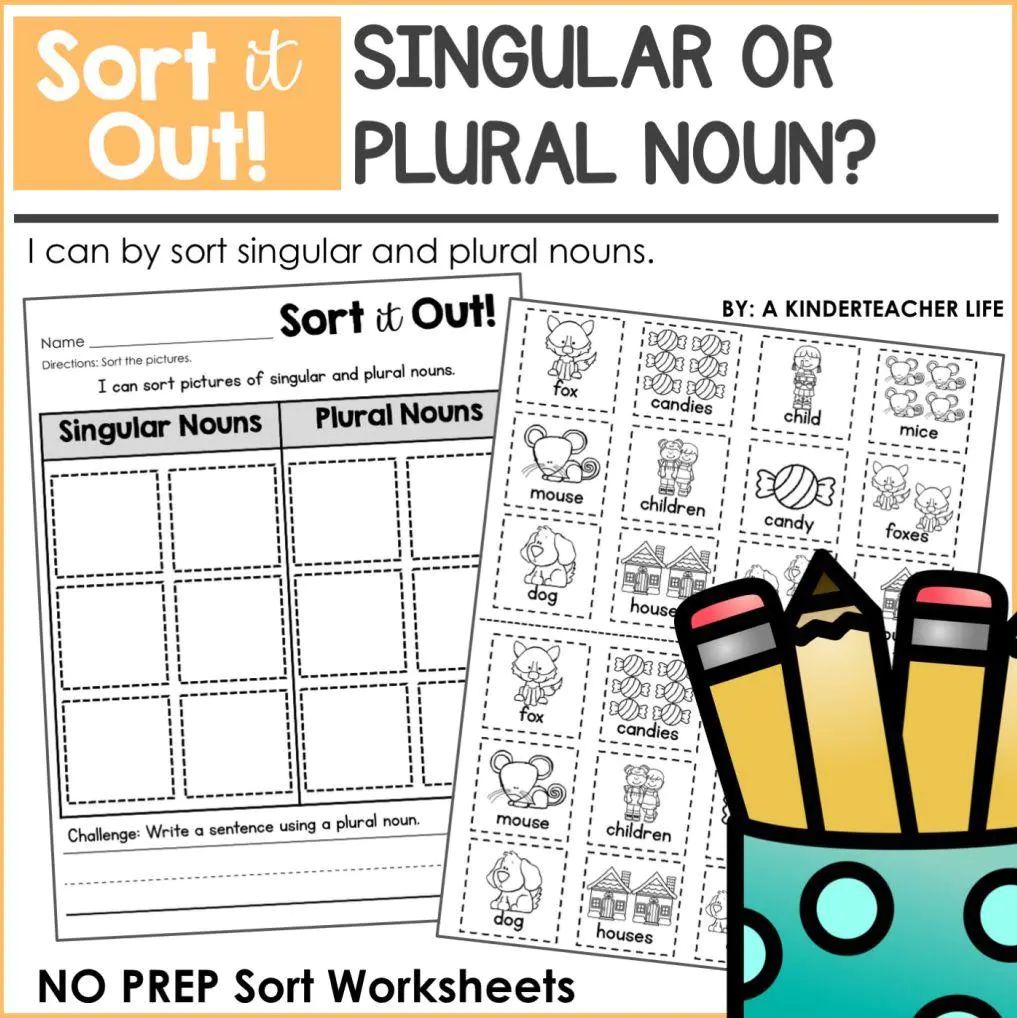 Sort it
Out!
SINGULAR OR
PLURAL NOUN?
I can by sort singular and plural nouns.
BY: A KINDERTEACHER LIFE
Sort it Out!
Name
Directions: Sort the pictures.
I can sort pictures of singular and plural nouns.
Singular Nouns Plural Nouns
Challenge: Write a sentence using a plural noun.
fox candies child mice
mouse children candy foxes
dog house
fox candies
mouse children
dog houses
NO PREP Sort Worksheets